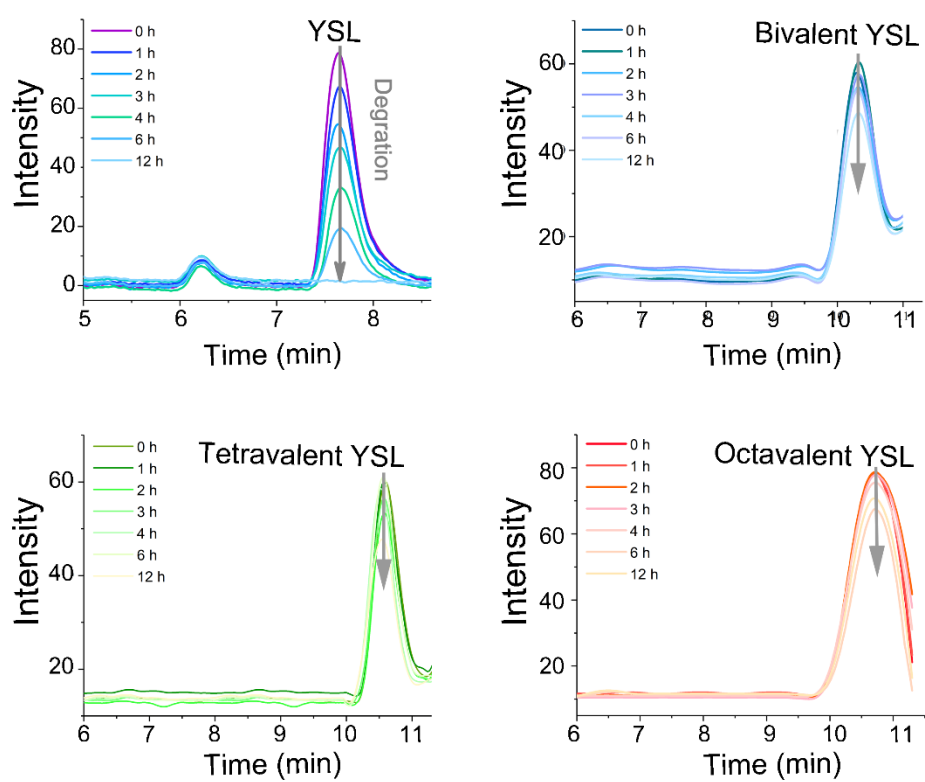 YSL
0 h
1 h
2 h
3 h
4 h
6 h
12 h
Degration
Intensity
80
60
40
20
0
5 6 7 8
Time (min)
Bivalent YSL
0 h
1 h
2 h
3 h
4 h
6 h
12 h
Intensity
60
40
20
6 7 8 9 10 11
Time (min)
Tetravalent YSL
0 h
1 h
2 h
3 h
4 h
6 h
12 h
Intensity
60
40
20
6 7 8 9 10 11
Time (min)
Octavalent YSL
0 h
1 h
2 h
3 h
4 h
6 h
12 h
Intensity
80
60
40
20
6 7 8 9 10 11
Time (min)